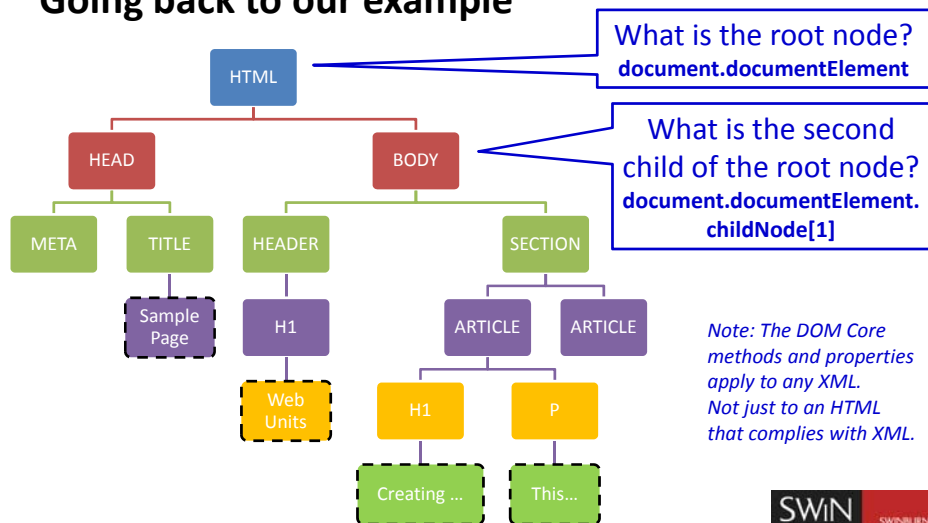 Going back to our example
What is the root node?
document.documentElement
HTML
What is the second
child of the root node?
document.documentElement.
childNode[1]
HEAD
BODY
META
TITLE
HEADER
SECTION
Sample
Page
H1
ARTICLE
ARTICLE
Web
Units
H1
P
Creating ...
This...
Note: The DOM Core
methods and properties
apply to any XML.
Not just to an HTML
that complies with XML.
SWIN